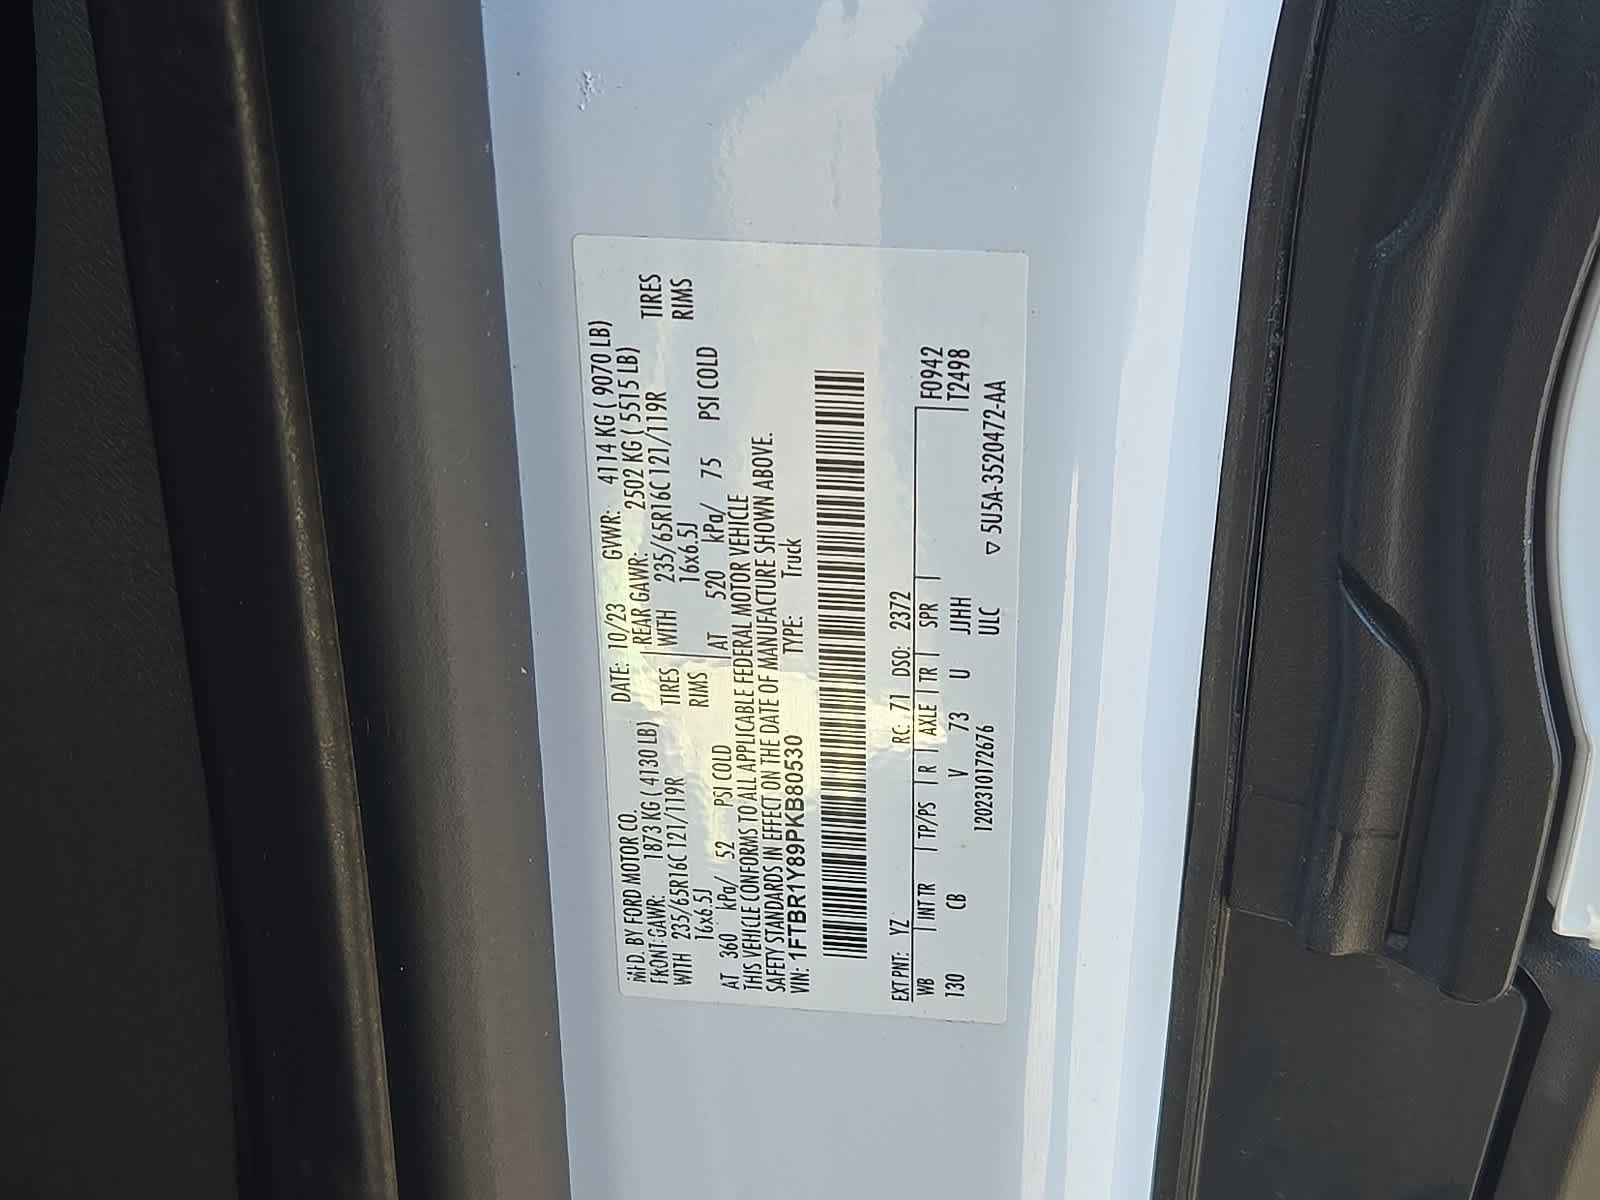 MFD. BY FORD MOTOR CO.
DATE: 10/23 GVWR: 4114 KG ( 9070 LB)
FRONT GAWR: 1873 KG ( 4130 LB) REAR GAWR: 2502 KG ( 5515 LB)
WITH 235/65R16C 121/119R TIRES WITH 235/65R16C 121/119R TIRES
16x6.5J RIMS 16x6.5J RIMS
AT 360 kPa/ 52 PSI COLD AT 520 kPa/ 75 PSI COLD
THIS VEHICLE CONFORMS TO ALL APPLICABLE FEDERAL MOTOR VEHICLE
SAFETY STANDARDS IN EFFECT ON THE DATE OF MANUFACTURE SHOWN ABOVE.
VIN: 1FTBR1Y89PKB80530 TYPE: Truck
EXT PNT: YZ RC: 71 DSO: 2372
WB INT TR TP/PS R AXLE TR SPR F0942
130 CB V 73 U JJHH T2498
1202310172676 ULC ▽ 5U5A-3520472-AA